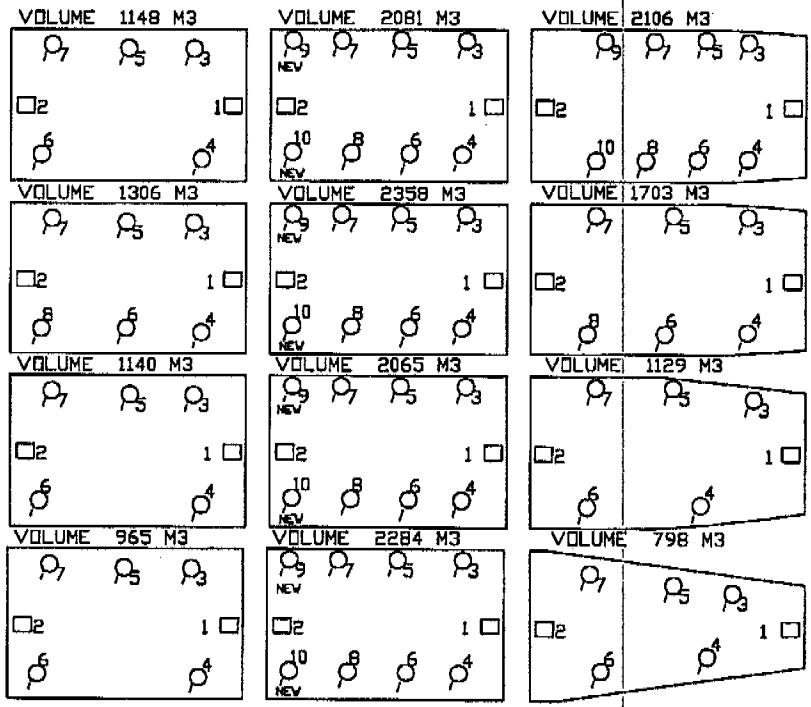 VOLUME 1148 M3
VOLUME 2081 M3
VOLUME 2106 M3
7 5 3
9 7 5 3
9 7 5 3
NEW
2 1
2 1
2 1
6 4
10 8 6 4
10 8 6 4
NEW
VOLUME 1306 M3
VOLUME 2358 M3
VOLUME 1703 M3
7 5 3
9 7 5 3
7 5 3
NEW
2 1
2 1
2 1
8 6 4
10 8 6 4
8 6 4
NEW
VOLUME 1140 M3
VOLUME 2065 M3
VOLUME 1129 M3
7 5 3
9 7 5 3
7 5 3
NEW
2 1
2 1
2 1
6 4
10 8 6 4
6 4
NEW
VOLUME 965 M3
VOLUME 2284 M3
VOLUME 798 M3
7 5 3
9 7 5 3
7 5 3
NEW
2 1
2 1
2 1
6 4
10 8 6 4
6 4
NEW